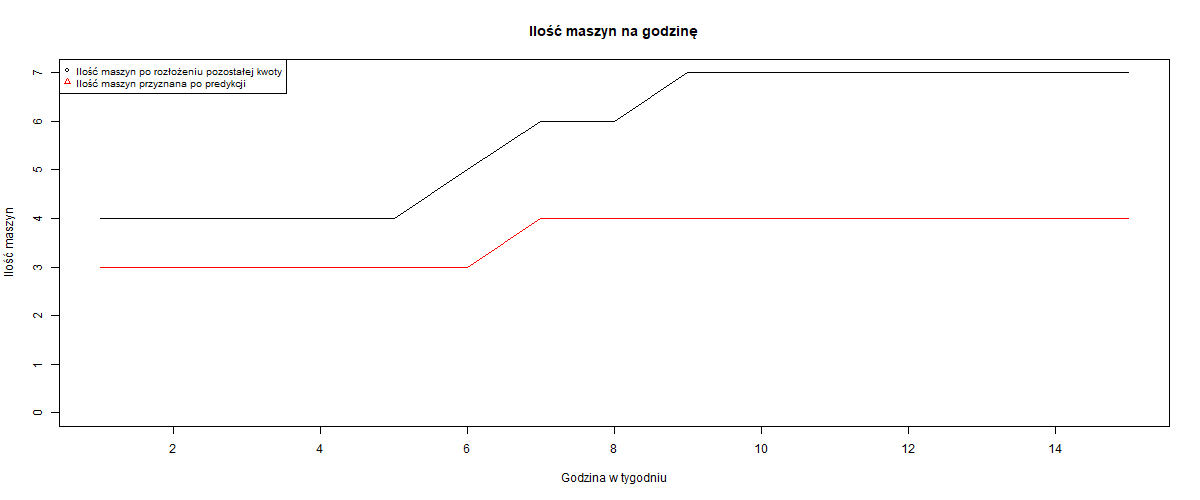 Ilość maszyn na godzinę
Ilość maszyn po rozłożeniu pozostałej kwoty
Ilość maszyn przyznana po predykcji
Ilość maszyn
7
6
5
4
3
2
1
0
2 4 6 8 10 12 14
Godzina w tygodniu